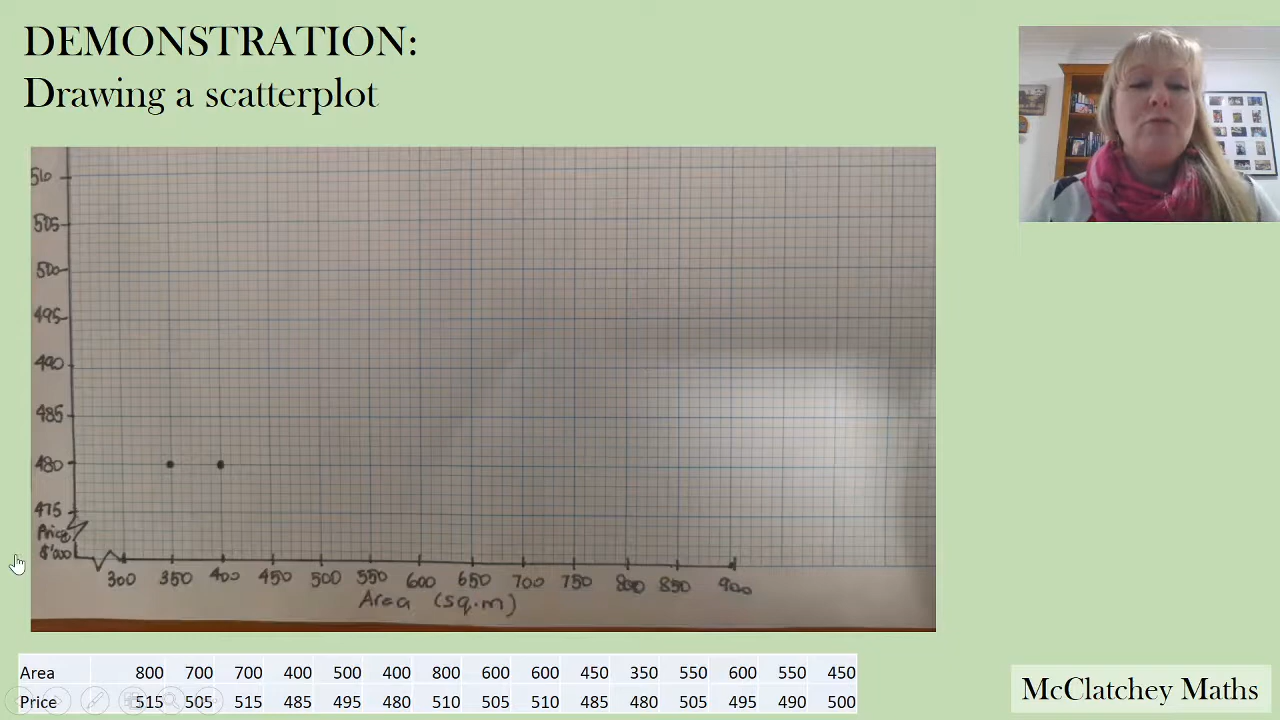 DEMONSTRATION:
Drawing a scatterplot
510
505
500
495
490
485
480
475
Price
$'000
300 350 400 450 500 550 600 650 700 750 800 850 900
Area (sq.m)
Area 800 700 700 400 500 400 800 600 600 450 350 550 600 550 450
Price 515 505 515 485 495 480 510 505 510 485 480 505 495 490 500
McClatchey Maths